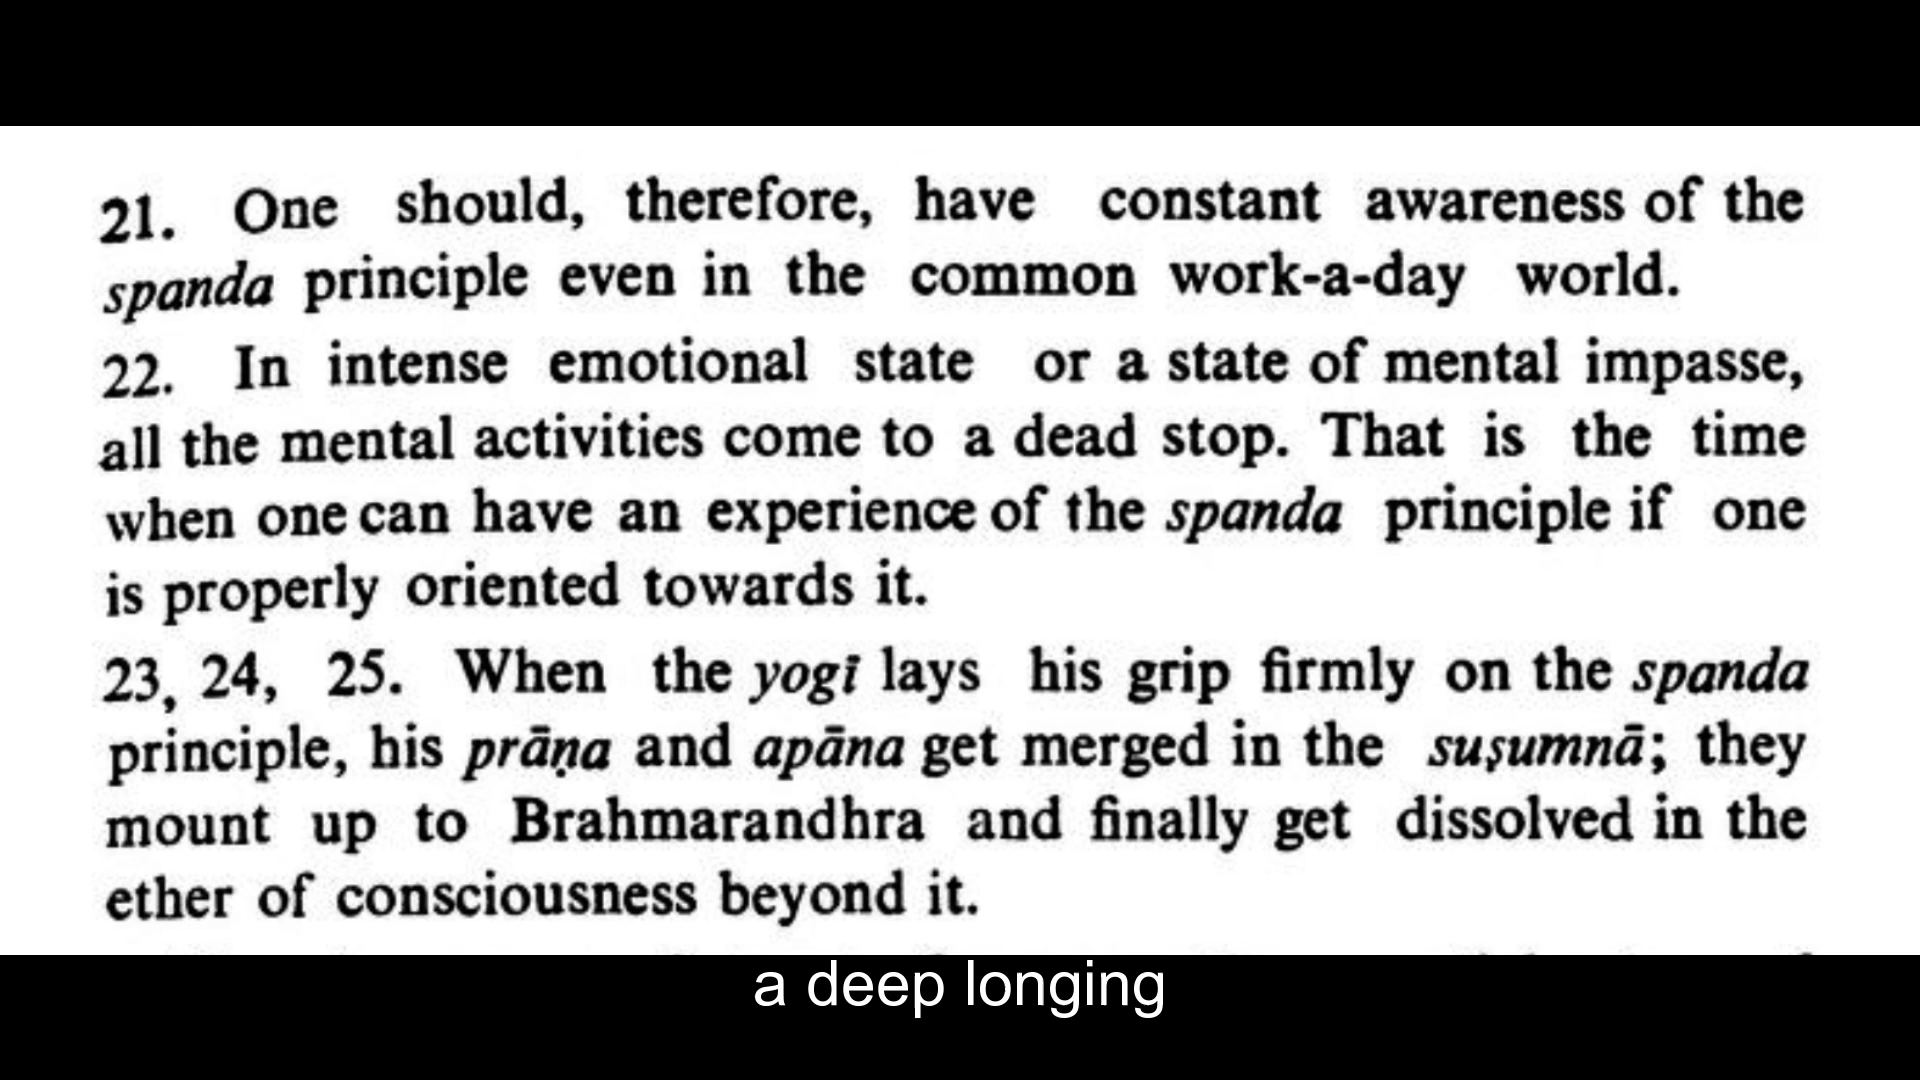 21. One should, therefore, have constant awareness of the
spanda principle even in the common work-a-day world.
22. In intense emotional state or a state of mental impasse,
all the mental activities come to a dead stop. That is the time
when one can have an experience of the spanda principle if one
is properly oriented towards it.
23, 24, 25. When the yogī lays his grip firmly on the spanda
principle, his prāṇa and apāna get merged in the suṣumnā; they
mount up to Brahmarandhra and finally get dissolved in the
ether of consciousness beyond it.
a deep longing